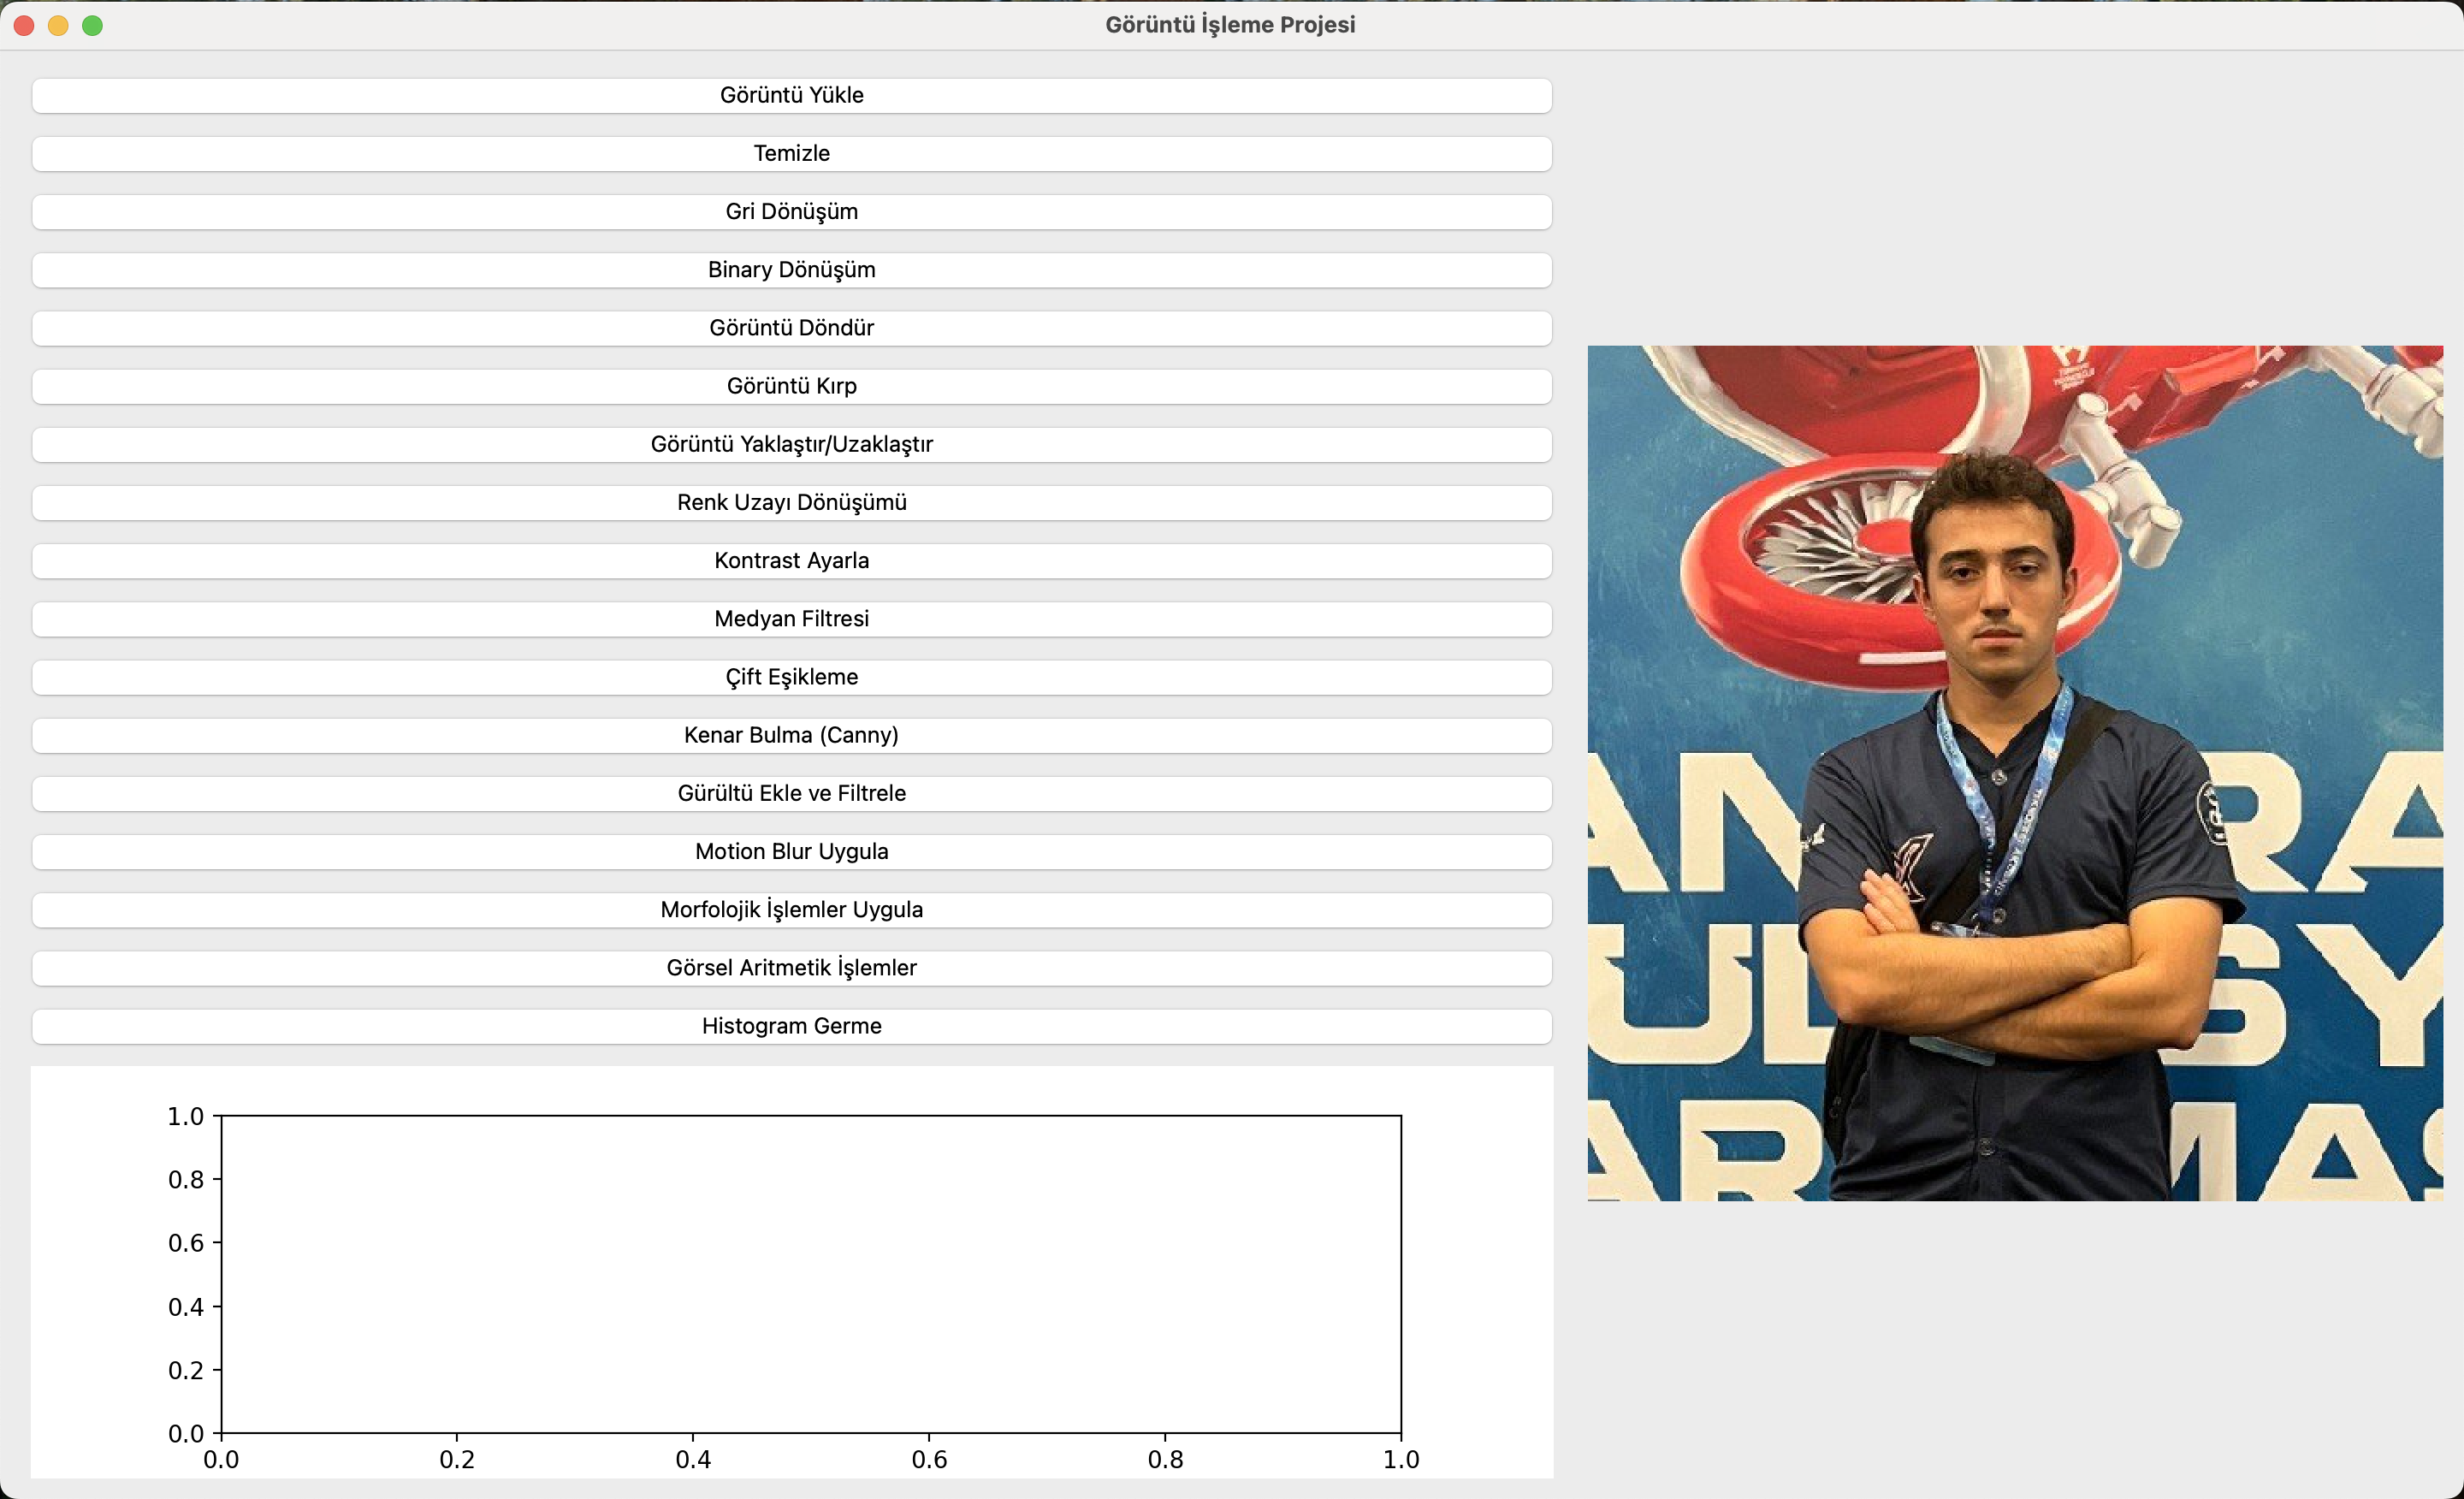 Görüntü İşleme Projesi
Görüntü Yükle
Temizle
Gri Dönüşüm
Binary Dönüşüm
Görüntü Döndür
Görüntü Kırp
Görüntü Yaklaştır/Uzaklaştır
Renk Uzayı Dönüşümü
Kontrast Ayarla
Medyan Filtresi
Çift Eşikleme
Kenar Bulma (Canny)
Gürültü Ekle ve Filtrele
Motion Blur Uygula
Morfolojik İşlemler Uygula
Görsel Aritmetik İşlemler
Histogram Germe
1.0
0.8
0.6
0.4
0.2
0.0
0.0 0.2 0.4 0.6 0.8 1.0
AN RA
UL SY
AR MAS